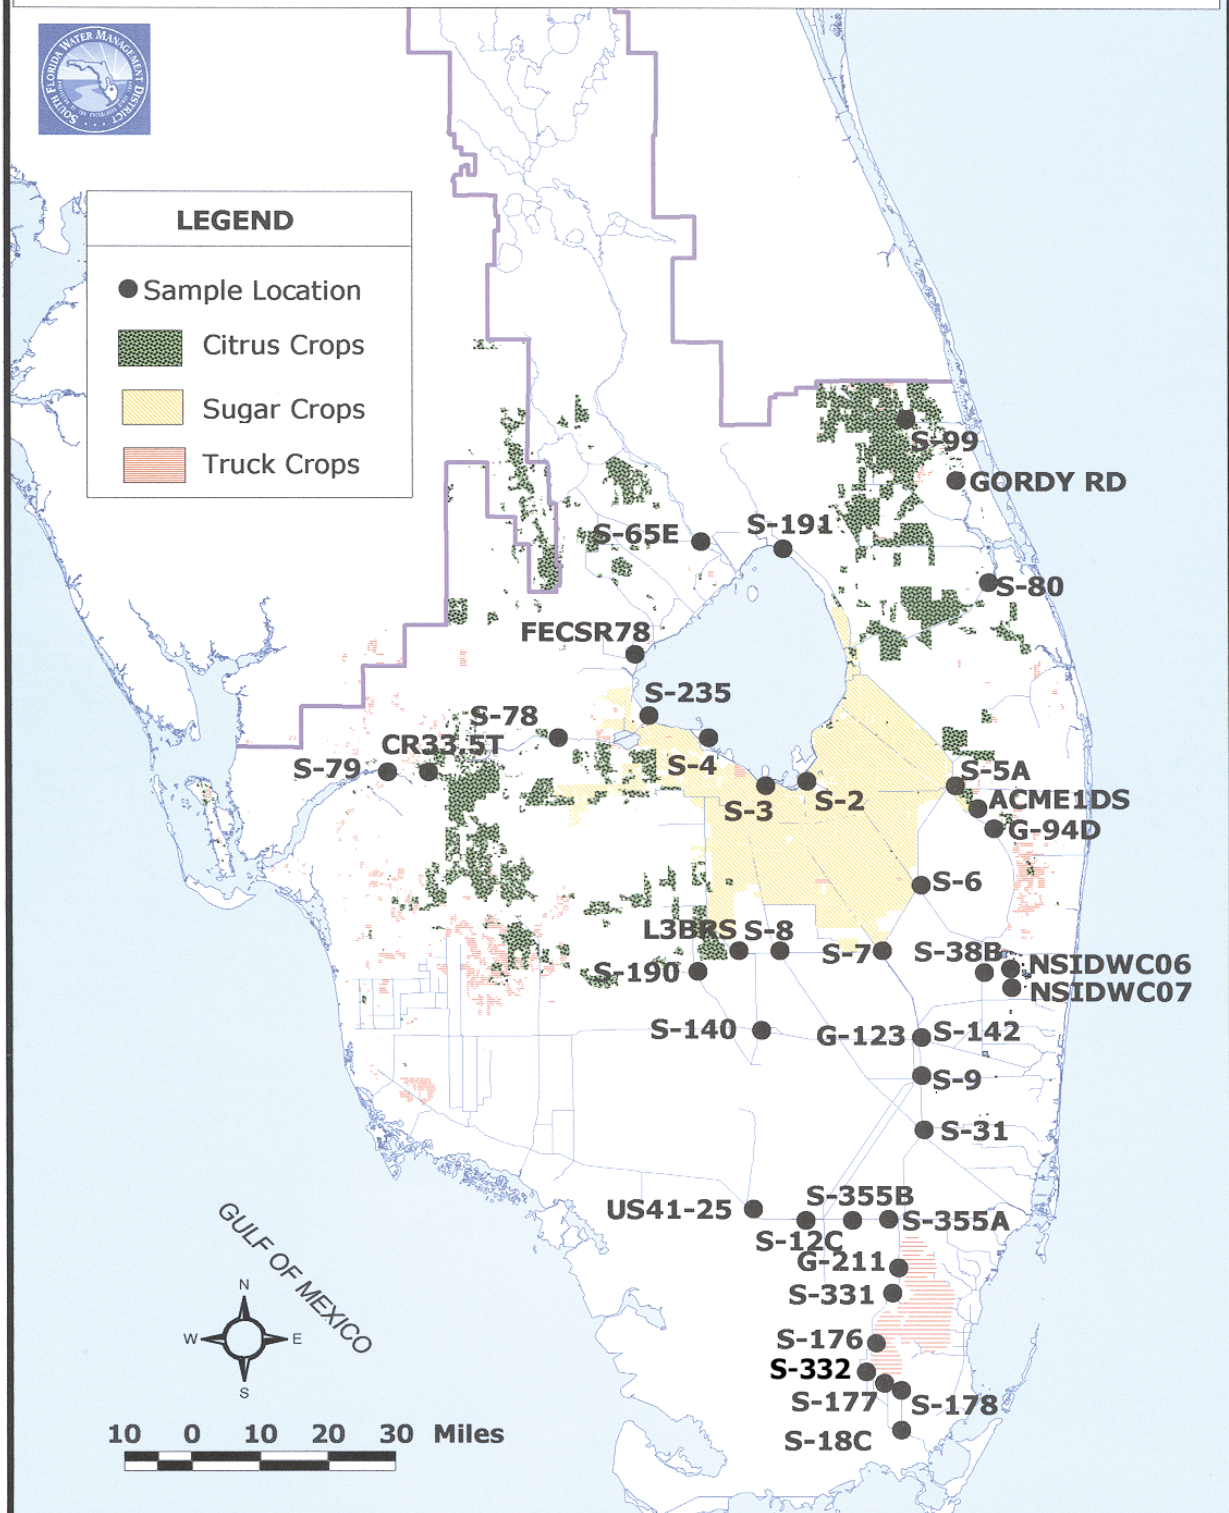 SOUTH FLORIDA WATER MANAGEMENT DISTRICT
LEGEND
Sample Location
Citrus Crops
Sugar Crops
Truck Crops
S-99
GORDY RD
S-65E
S-191
S-80
FECSR78
S-235
S-78
CR33.5T
S-79
S-4
S-5A
S-3
S-2
ACME1DS
G-94D
S-6
L3BRS
S-8
S-7
S-38B
S-190
NSIDWC06
NSIDWC07
S-140
G-123
S-142
S-9
S-31
US41-25
S-355B
S-355A
S-12C
G-211
S-331
S-176
S-332
S-177
S-178
S-18C
GULF OF MEXICO
N
W
E
S
10 0 10 20 30 Miles